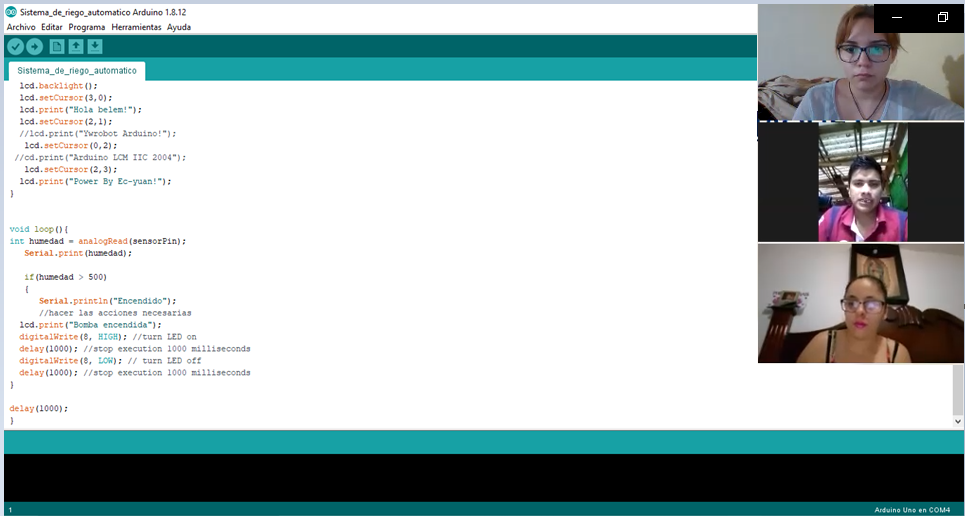 Sistema_de_riego_automatico Arduino 1.8.12
Archivo Editar Programa Herramientas Ayuda
Sistema_de_riego_automatico
lcd.backlight();
lcd.setCursor(3,0);
lcd.print("Hola belem!");
lcd.setCursor(2,1);
//lcd.print("Ywrobot Arduino!");
lcd.setCursor(0,2);
//cd.print("Arduino LCM IIC 2004");
lcd.setCursor(2,3);
lcd.print("Power By Ec-yuan!");
}
void loop(){
int humedad = analogRead(sensorPin);
Serial.print(humedad);
if(humedad > 500)
{
Serial.println("Encendido");
//hacer las acciones necesarias
lcd.print("Bomba encendida");
digitalWrite(8, HIGH); //turn LED on
delay(1000); //stop execution 1000 milliseconds
digitalWrite(8, LOW); // turn LED off
delay(1000); //stop execution 1000 milliseconds
}
delay(1000);
}
1
Arduino Uno en COM4